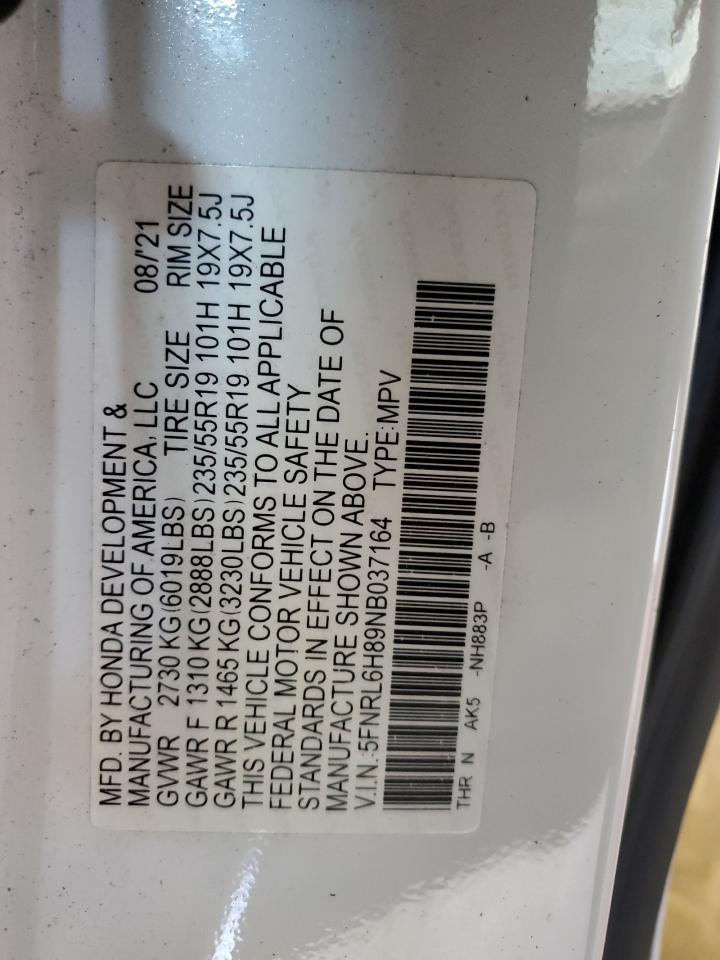 MFD. BY HONDA DEVELOPMENT &
MANUFACTURING OF AMERICA, LLC 08/'21
GVWR 2730 KG(6019LBS) TIRE SIZE RIM SIZE
GAWR F 1310 KG(2888LBS)235/55R19 101H 19X7.5J
GAWR R 1465 KG(3230LBS)235/55R19 101H 19X7.5J
THIS VEHICLE CONFORMS TO ALL APPLICABLE
FEDERAL MOTOR VEHICLE SAFETY
STANDARDS IN EFFECT ON THE DATE OF
MANUFACTURE SHOWN ABOVE.
V.I.N.:5FNRL6H89NB037164 TYPE:MPV
THR N AK5 -NH883P -A -B